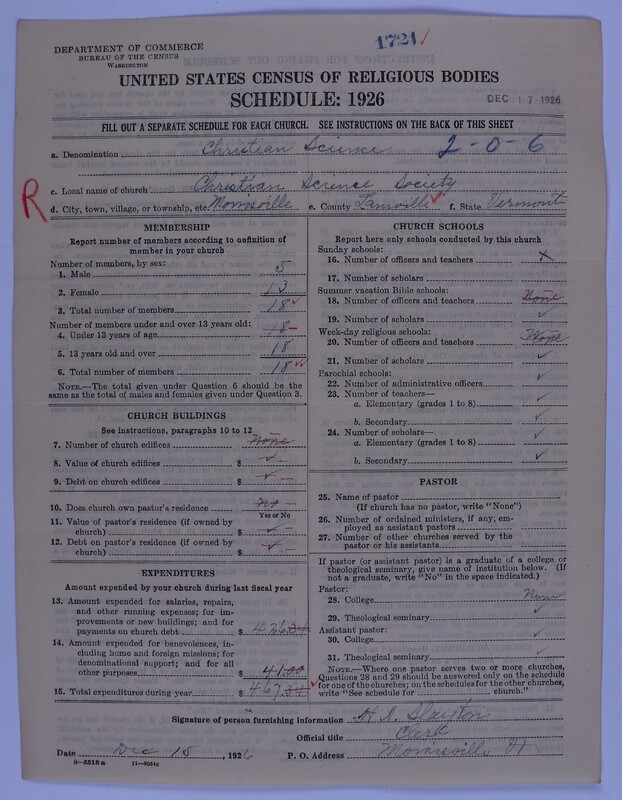 1721 ✓
DEPARTMENT OF COMMERCE
BUREAU OF THE CENSUS
WASHINGTON
UNITED STATES CENSUS OF RELIGIOUS BODIES
SCHEDULE: 1926
DEC 17 1926
FILL OUT A SEPARATE SCHEDULE FOR EACH CHURCH. SEE INSTRUCTIONS ON THE BACK OF THIS SHEET
a. Denomination Christian Science 2-0-6
R
c. Local name of church Christian Science Society
d. City, town, village, or township, etc. Morrisville e. County Lamoille ✓ f. State Vermont
MEMBERSHIP
Report number of members according to definition of
member in your church
Number of members, by sex:
1. Male 5
2. Female 13
3. Total number of members 18 ✓
Number of members under and over 13 years old:
4. Under 13 years of age 18
5. 13 years old and over 18
6. Total number of members 18 ✓✓
NOTE.—The total given under Question 6 should be
same as the total of males and females given under Question 3.
CHURCH BUILDINGS
See instructions, paragraphs 10 to 12
7. Number of church edifices None
8. Value of church edifices $ ✓
9. Debt on church edifices $ ✓
10. Does church own pastor's residence No
Yes or No
11. Value of pastor's residence (if owned by
church) $ ✓
12. Debt on pastor's residence (if owned by
church) $ ✓
EXPENDITURES
Amount expended by your church during last fiscal year
13. Amount expended for salaries, repairs,
and other running expenses; for im-
provements or new buildings; and for
payments on church debt $ 426
14. Amount expended for benevolences, in-
cluding home and foreign missions; for
denominational support; and for all
other purposes $ 41.00
15. Total expenditures during year $ 467 ✓
CHURCH SCHOOLS
Report here only schools conducted by this church
Sunday schools:
16. Number of officers and teachers X
17. Number of scholars
Summer vacation Bible schools:
18. Number of officers and teachers None
19. Number of scholars ✓
Week-day religious schools:
20. Number of officers and teachers None
21. Number of scholars ✓
Parochial schools:
22. Number of administrative officers ✓
23. Number of teachers—
a. Elementary (grades 1 to 8) ✓
b. Secondary ✓
24. Number of scholars—
a. Elementary (grades 1 to 8) ✓
b. Secondary ✓
PASTOR
25. Name of pastor
(If church has no pastor, write "None")
26. Number of ordained ministers, if any, em-
ployed as assistant pastors
27. Number of other churches served by the
pastor or his assistants
If pastor (or assistant pastor) is a graduate of a college or
theological seminary, give name of institution below. (If
not a graduate, write "No" in the space indicated.)
Pastor:
28. College None
29. Theological seminary ✓
Assistant pastor:
30. College ✓
31. Theological seminary ✓
NOTE.—Where one pastor serves two or more churches,
Questions 28 and 29 should be answered only on the schedule
for one of the churches; on the schedules for the other churches,
write "See schedule for church."
Signature of person furnishing information Slayton
Official title Clerk
Date Dec 15, 1926 P. O. Address Morrisville Vt
8-5518a 11-9051c